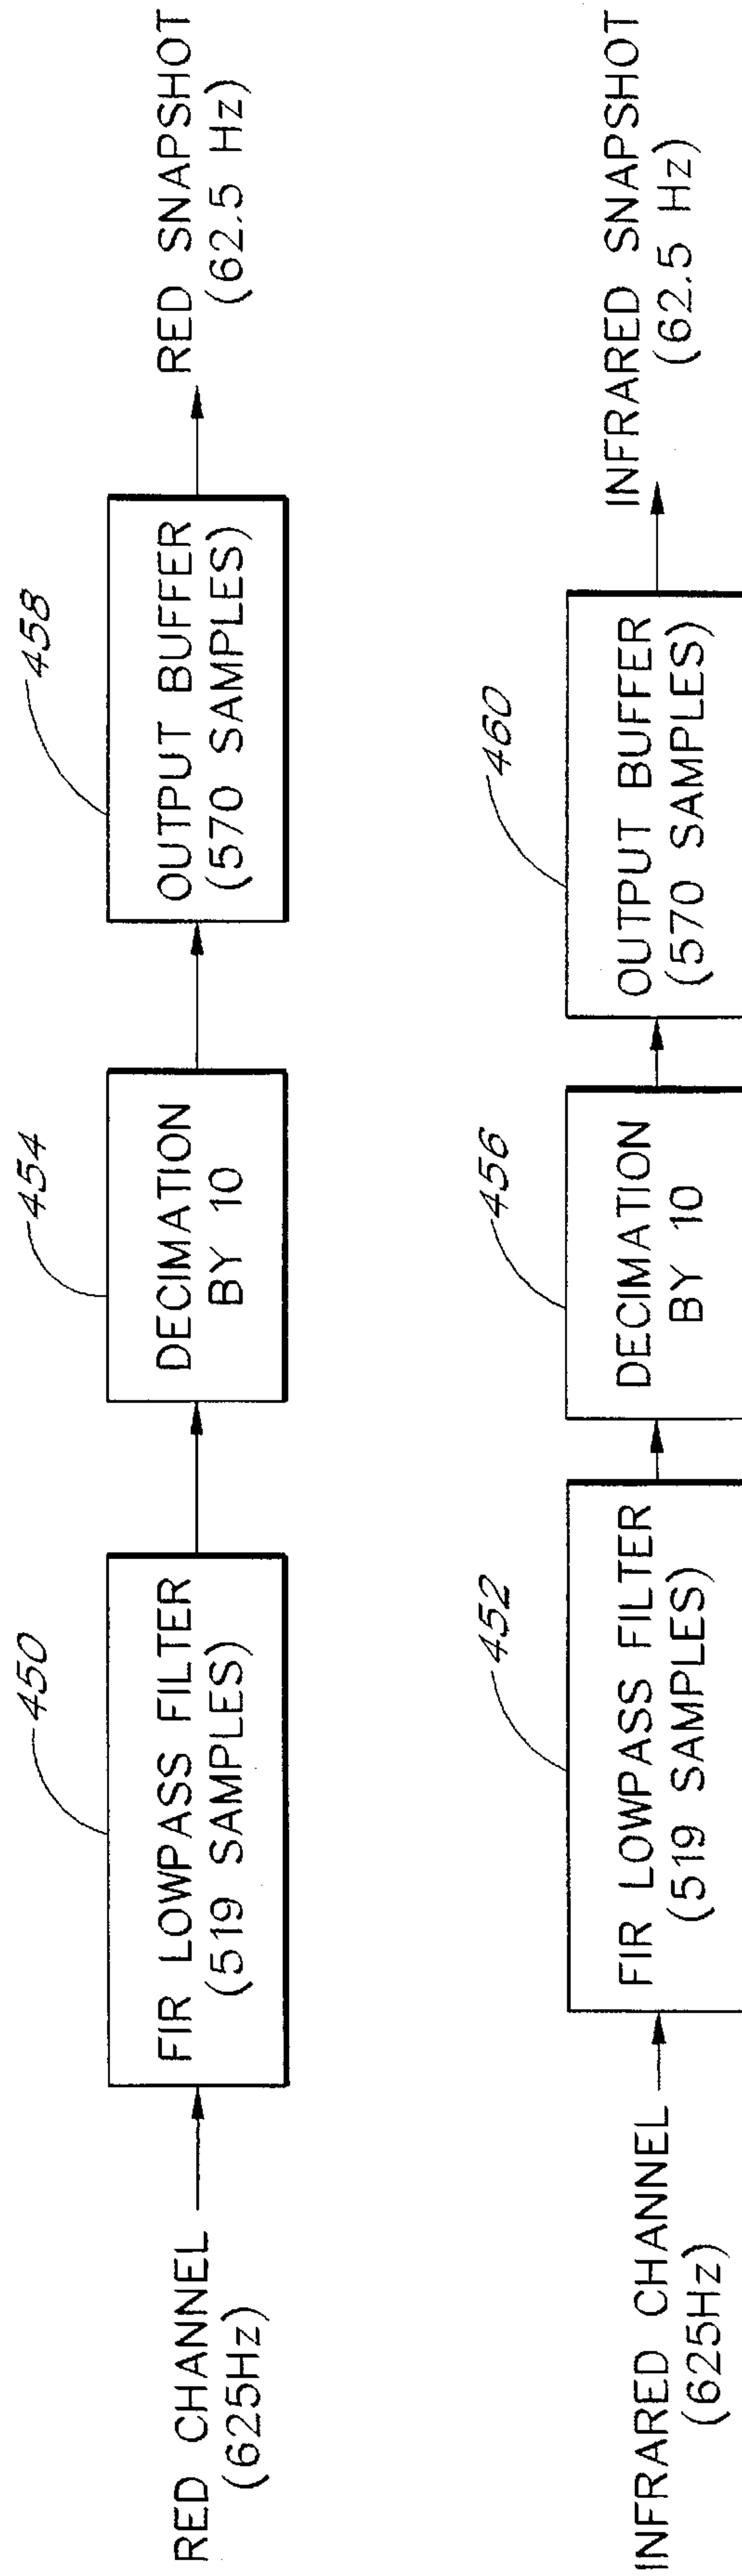 RED CHANNEL
(625Hz)
450
FIR LOWPASS FILTER
(519 SAMPLES)
454
DECIMATION
BY 10
458
OUTPUT BUFFER
(570 SAMPLES)
RED SNAPSHOT
(62.5 Hz)
INFRARED CHANNEL
(625Hz)
452
FIR LOWPASS FILTER
(519 SAMPLES)
456
DECIMATION
BY 10
460
OUTPUT BUFFER
(570 SAMPLES)
INFRARED SNAPSHOT
(62.5 Hz)